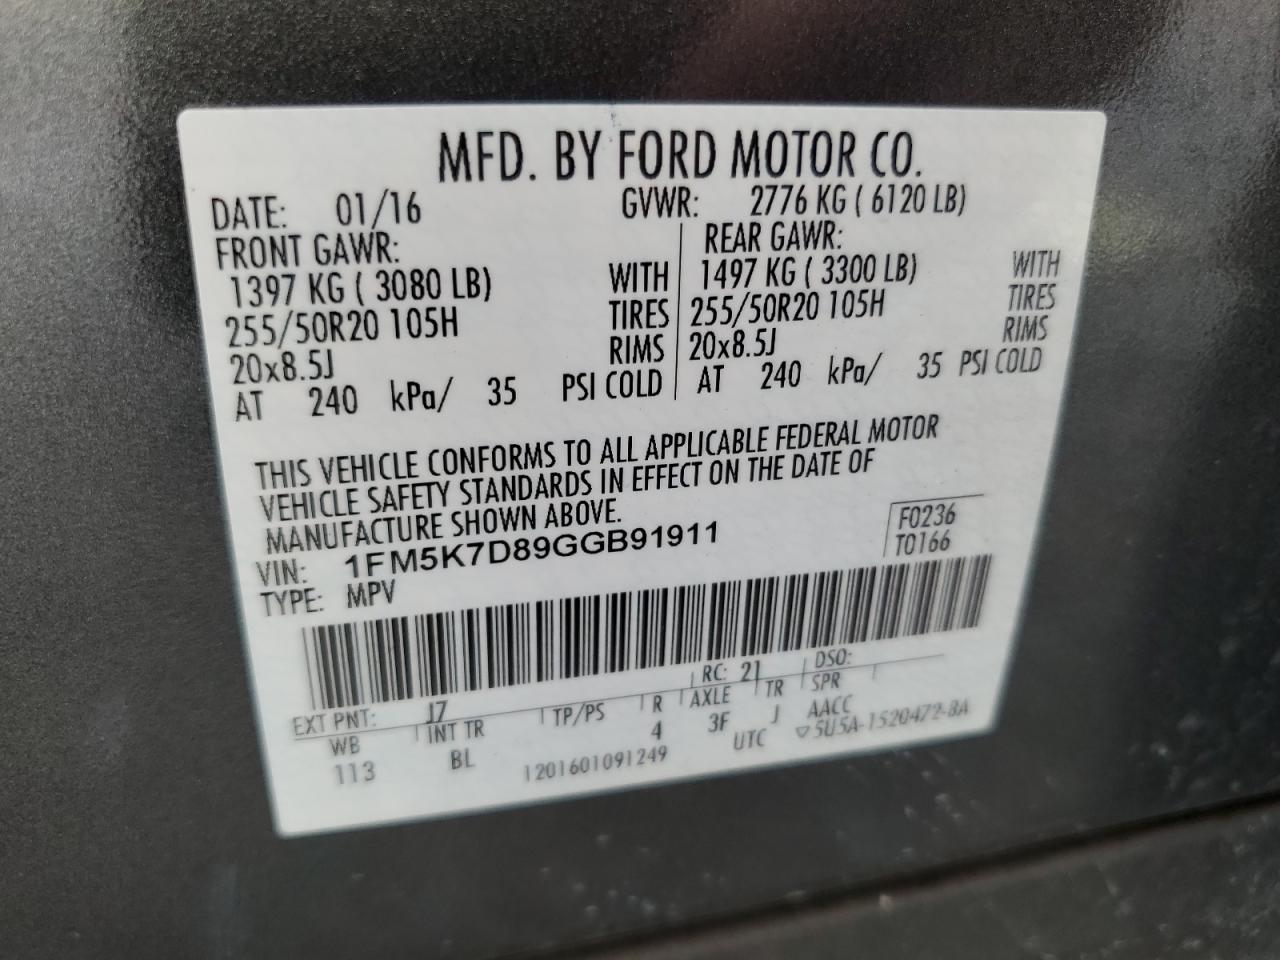 MFD. BY FORD MOTOR CO.
DATE: 01/16 GVWR: 2776 KG ( 6120 LB)
FRONT GAWR: REAR GAWR:
1397 KG ( 3080 LB) WITH 1497 KG ( 3300 LB) WITH
255/50R20 105H TIRES 255/50R20 105H TIRES
20x8.5J RIMS 20x8.5J RIMS
AT 240 kPa/ 35 PSI COLD AT 240 kPa/ 35 PSI COLD
THIS VEHICLE CONFORMS TO ALL APPLICABLE FEDERAL MOTOR
VEHICLE SAFETY STANDARDS IN EFFECT ON THE DATE OF
MANUFACTURE SHOWN ABOVE.
VIN: 1FM5K7D89GGB91911 F0236
TYPE: MPV T0166
EXT PNT: J7 RC: 21 DSO:
WB INT TR TP/PS R AXLE TR SPR
113 BL 4 3F J AACC
1201601091249 UTC ▽5U5A-1520472-BA